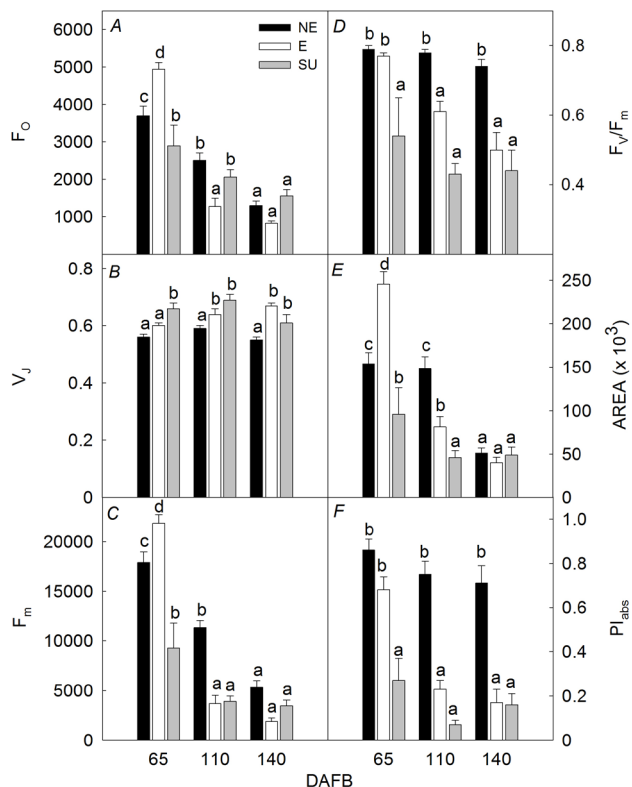 A
NE
E
SU
F_O
6000
5000
4000
3000
2000
1000
c d b
b a b
a a a
D
F_V/F_m
0.8
0.6
0.4
b b a
b a a
b a a
B
V_J
0.8
0.6
0.4
0.2
0
a a b
a b b
a b b
E
AREA (x 10³)
250
200
150
100
50
0
c d b
c b a
a a a
C
F_m
20000
15000
10000
5000
0
c d b
b a a
a a a
F
PI_abs
1.0
0.8
0.6
0.4
0.2
0
b b a
b a a
b a a
65 110 140
65 110 140
DAFB